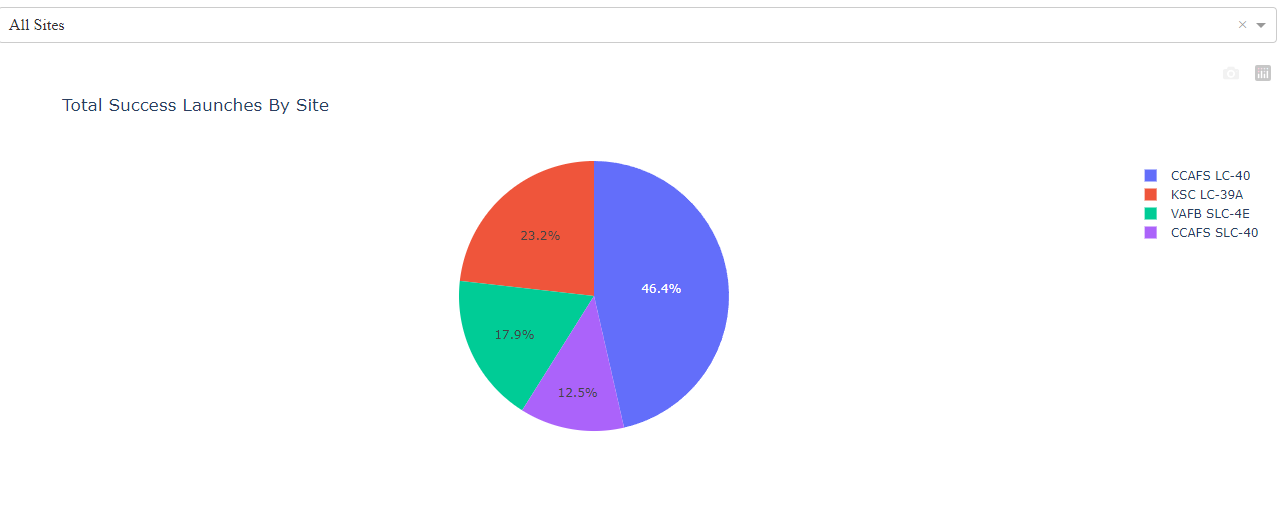 All Sites
Total Success Launches By Site
CCAFS LC-40
KSC LC-39A
VAFB SLC-4E
CCAFS SLC-40
23.2%
46.4%
17.9%
12.5%